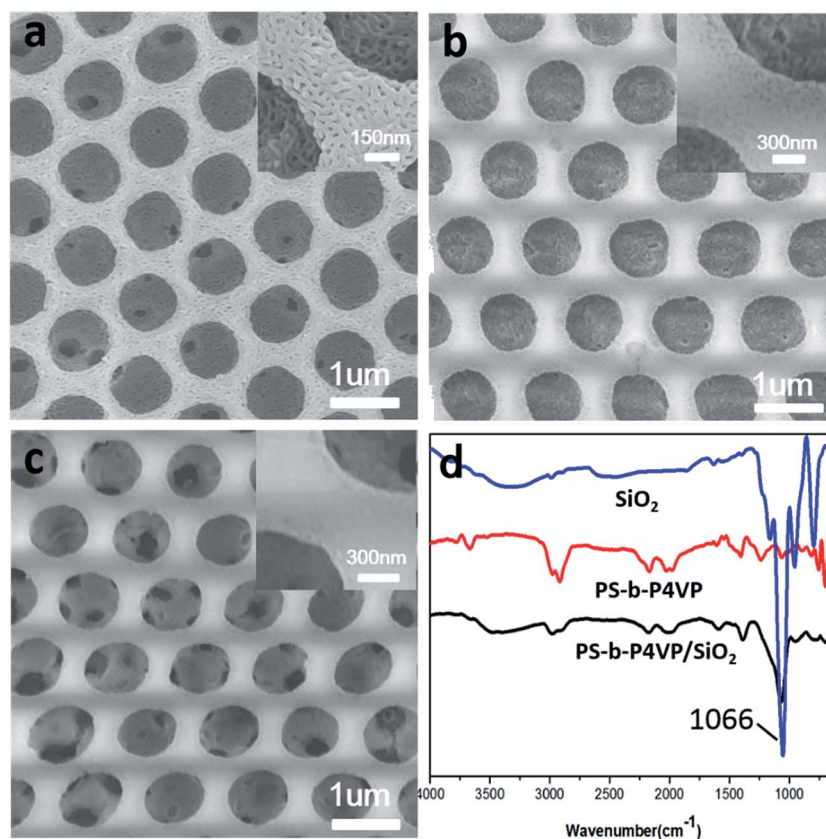 a
150nm
1um
b
300nm
1um
c
300nm
1um
d
SiO₂
PS-b-P4VP
PS-b-P4VP/SiO₂
1066
4000 3500 3000 2500 2000 1500 1000
Wavenumber(cm⁻¹)